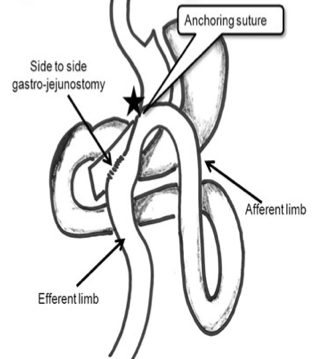 Anchoring suture
Side to side
gastro-jejunostomy
Afferent limb
Efferent limb